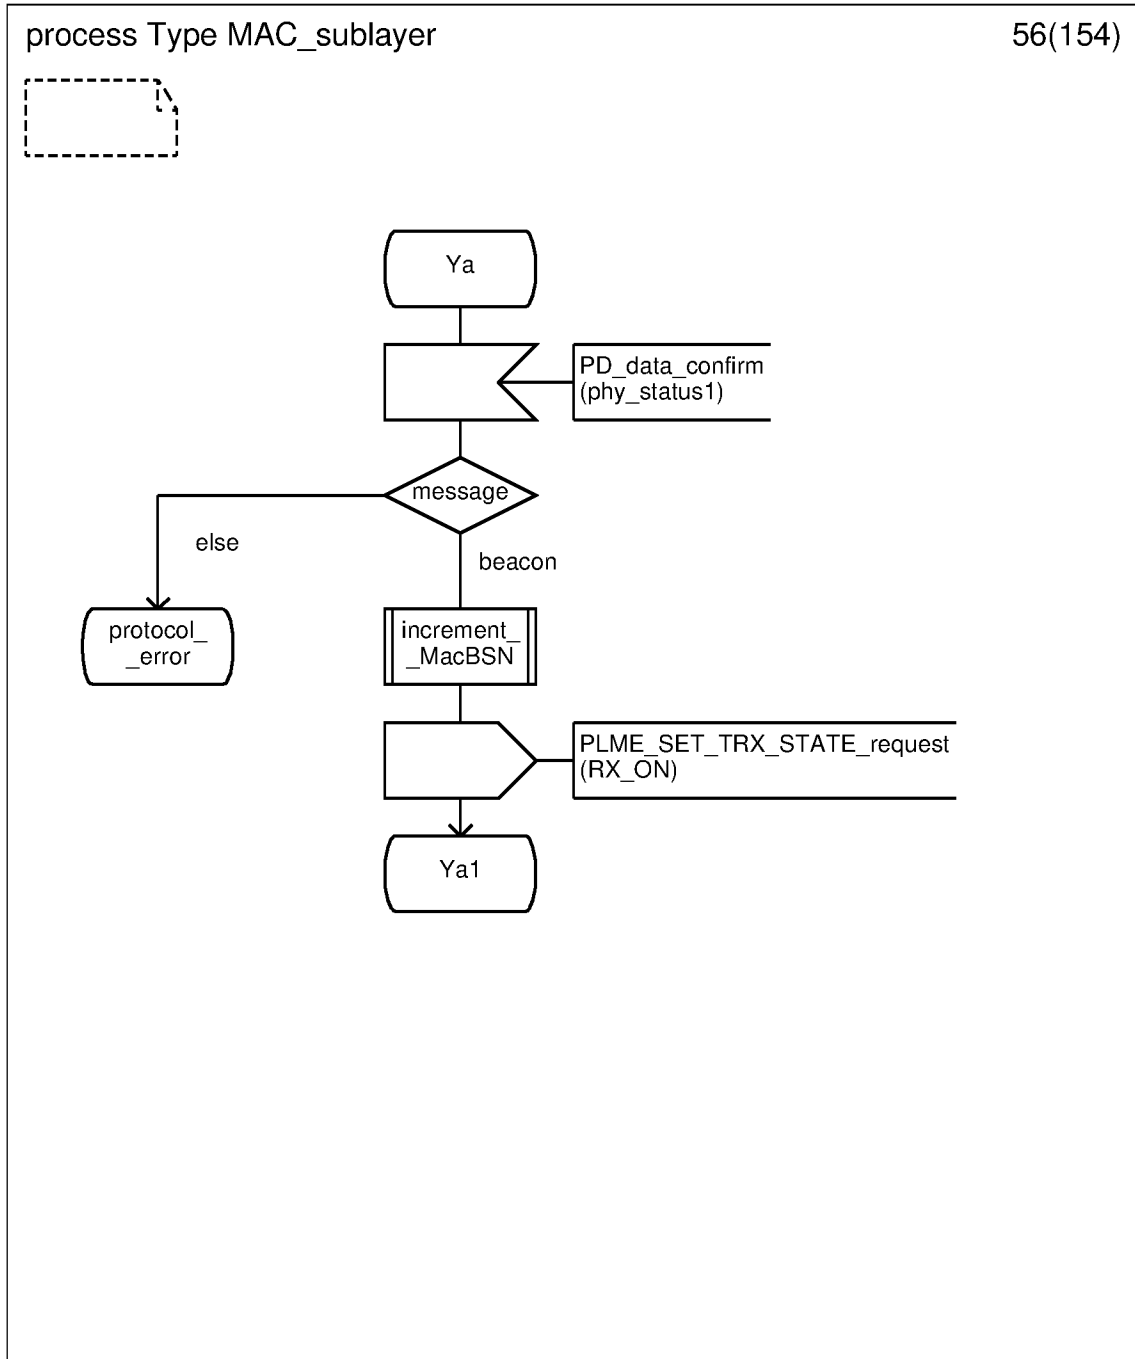 process Type MAC_sublayer
56(154)
Ya
PD_data_confirm
(phy_status1)
message
else
beacon
protocol_
_error
increment_
_MacBSN
PLME_SET_TRX_STATE_request
(RX_ON)
Ya1